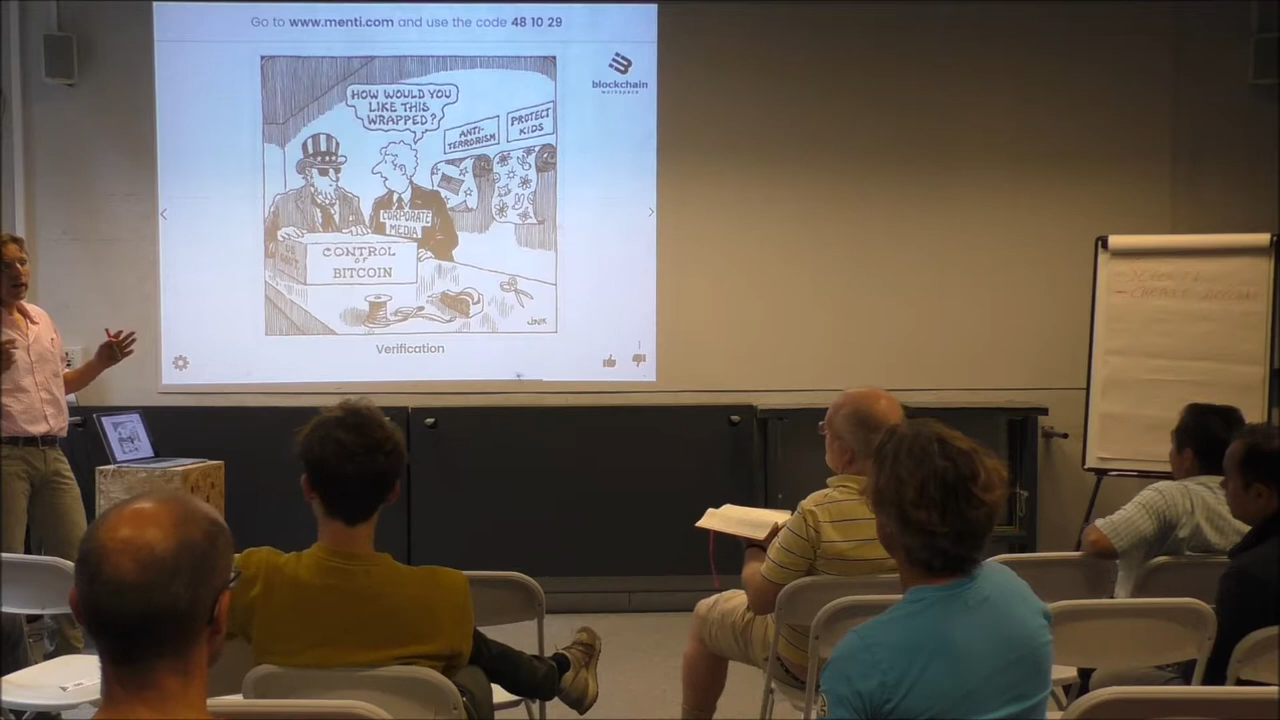 Go to www.menti.com and use the code 48 10 29
blockchain
workspace
HOW WOULD YOU
LIKE THIS
WRAPPED?
ANTI-
TERRORISM
PROTECT
KIDS
CORPORATE
MEDIA
CONTROL
OF
BITCOIN
Verification